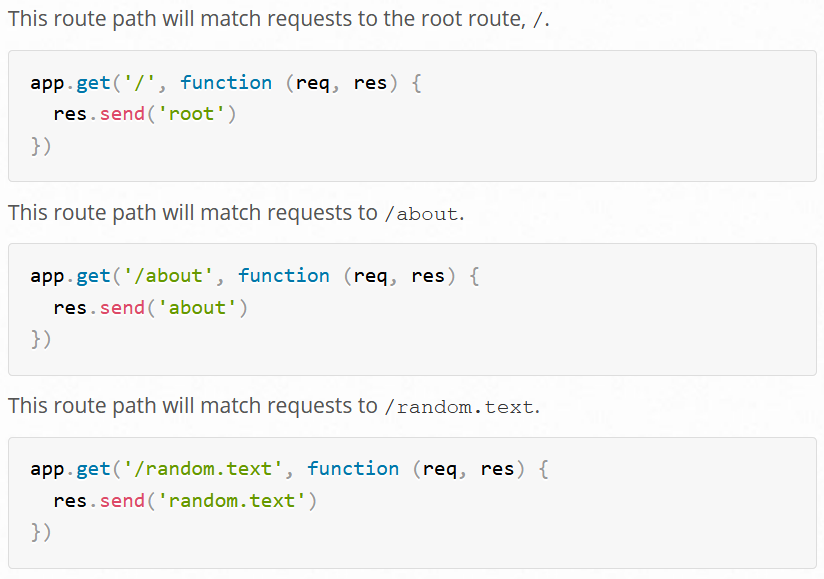 This route path will match requests to the root route, /.
app.get('/', function (req, res) {
  res.send('root')
})
This route path will match requests to /about.
app.get('/about', function (req, res) {
  res.send('about')
})
This route path will match requests to /random.text.
app.get('/random.text', function (req, res) {
  res.send('random.text')
})